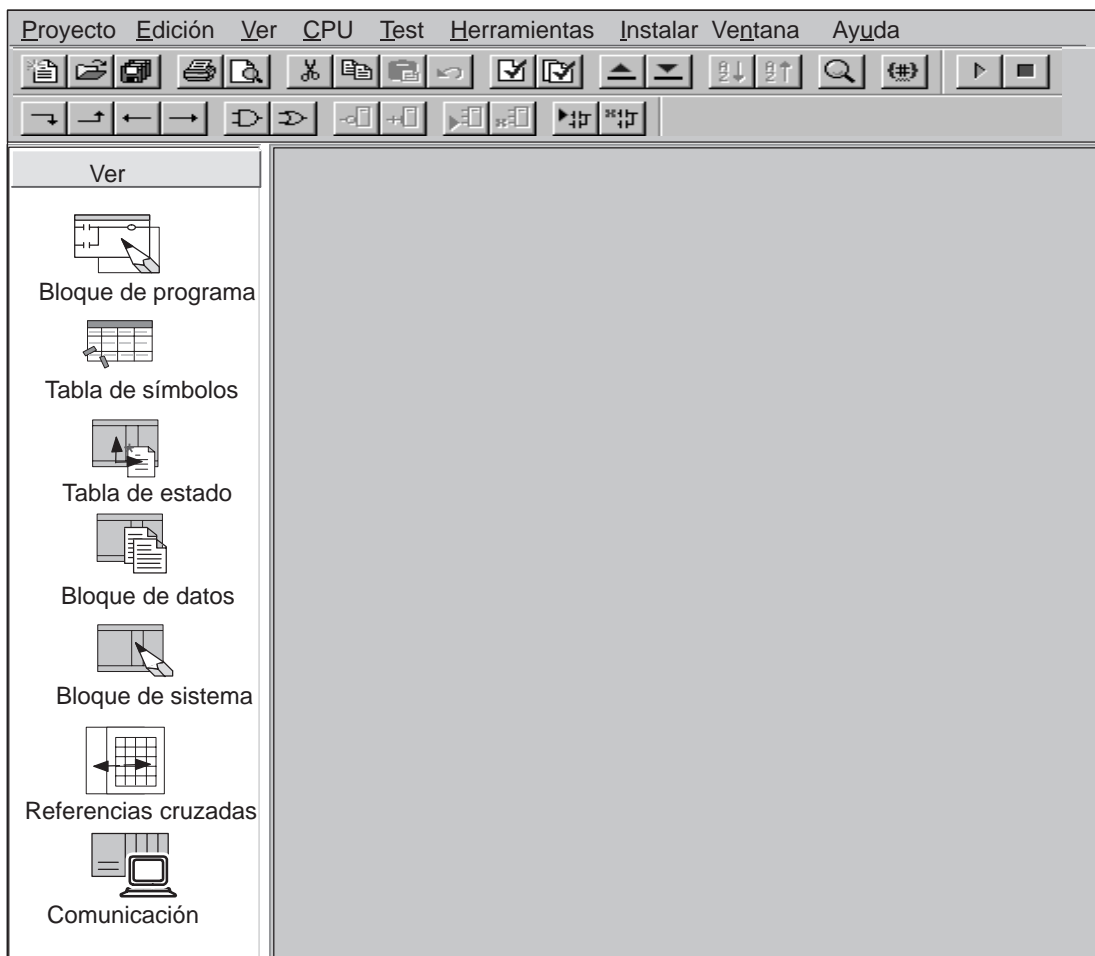 Proyecto Edición Ver CPU Test Herramientas Instalar Ventana Ayuda
Ver
Bloque de programa
Tabla de símbolos
Tabla de estado
Bloque de datos
Bloque de sistema
Referencias cruzadas
Comunicación